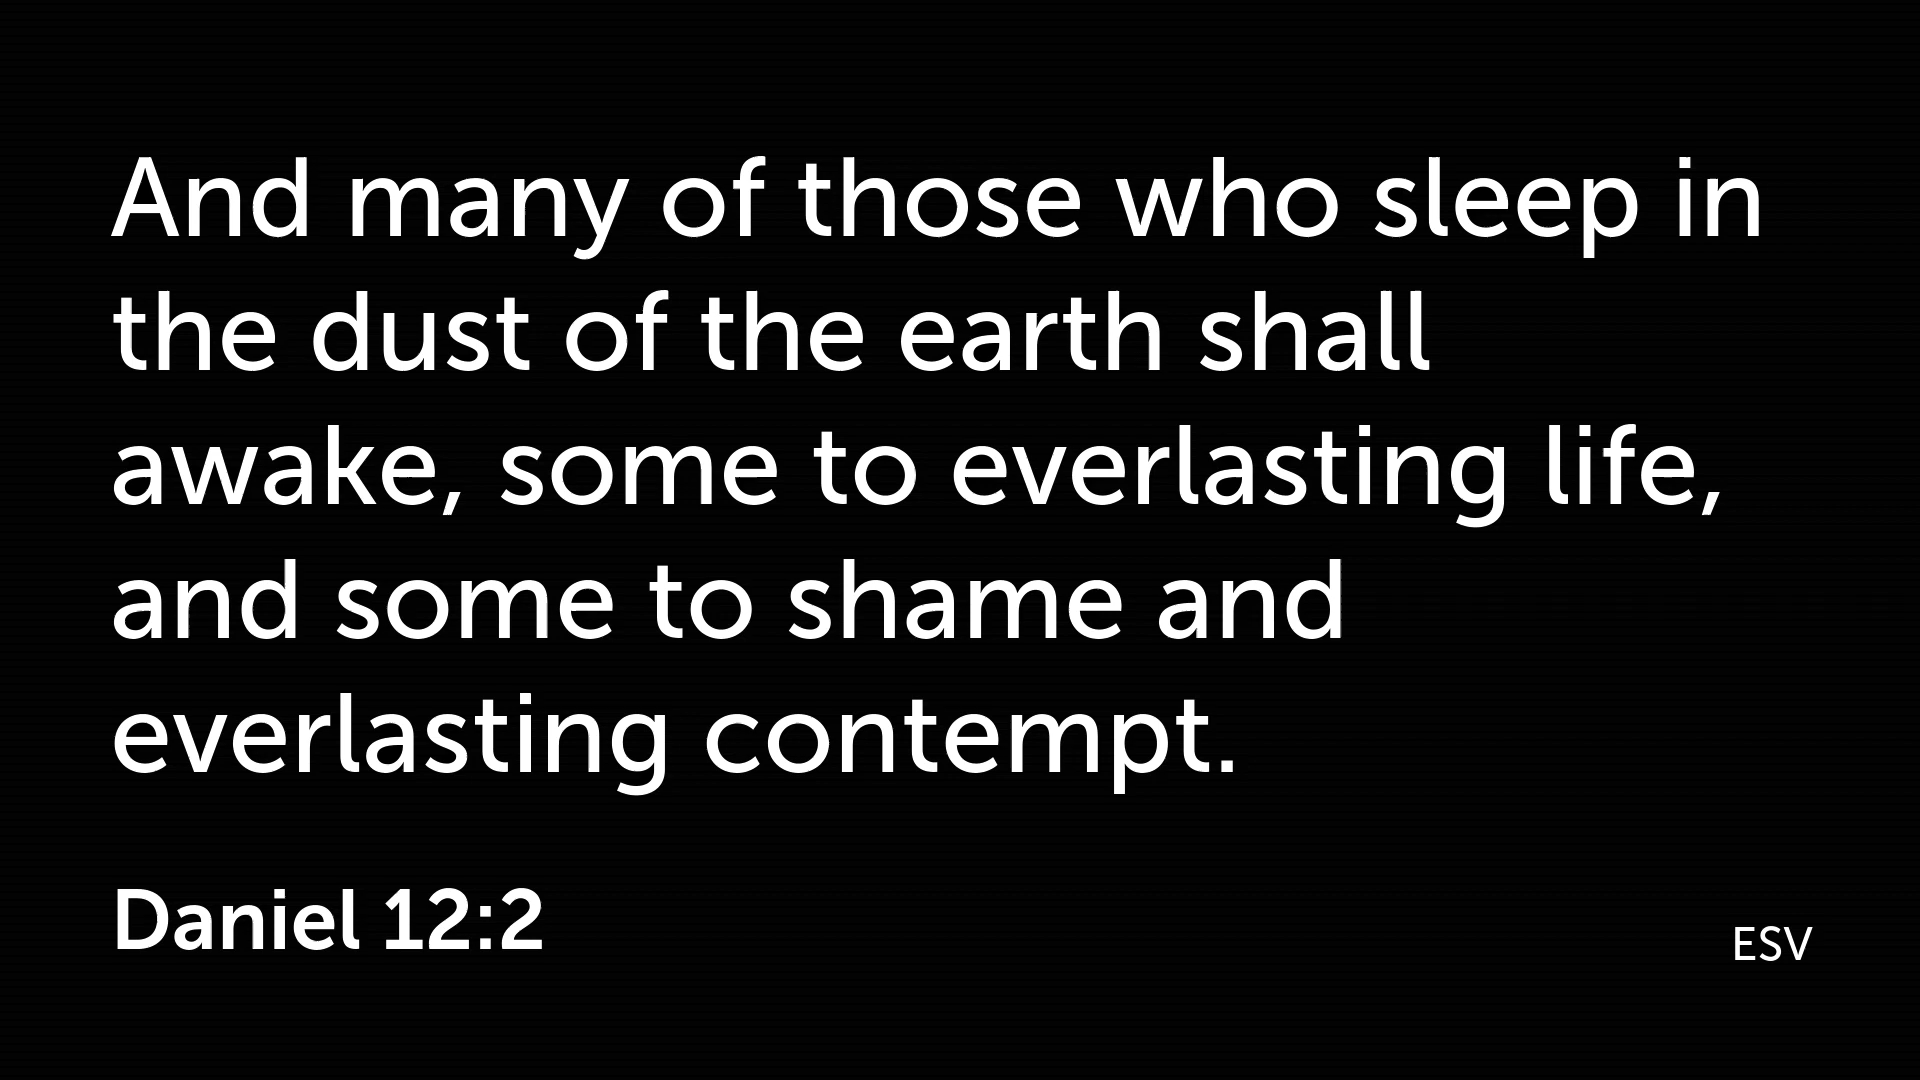 And many of those who sleep in
the dust of the earth shall
awake, some to everlasting life,
and some to shame and
everlasting contempt.
Daniel 12:2
ESV